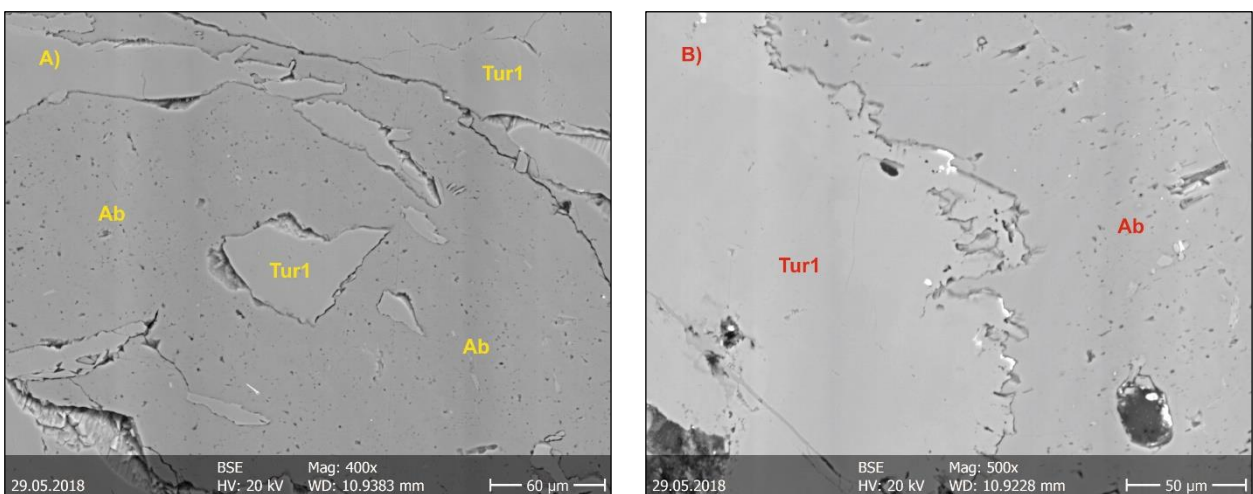 A)
Tur1
Ab
Tur1
Ab
BSE Mag: 400x
29.05.2018 HV: 20 kV WD: 10.9383 mm 60 µm
B)
Ab
Tur1
BSE Mag: 500x
29.05.2018 HV: 20 kV WD: 10.9228 mm 50 µm